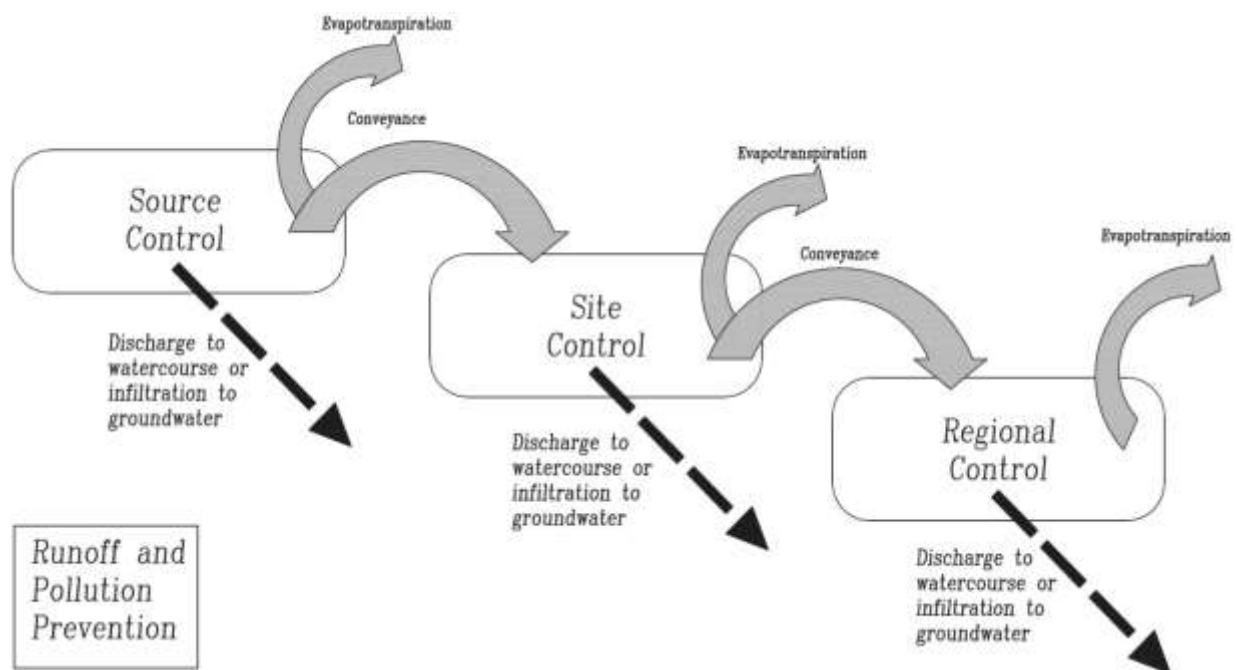 Evapotranspiration
Conveyance
Source
Control
Discharge to
watercourse or
infiltration to
groundwater
Evapotranspiration
Conveyance
Site
Control
Discharge to
watercourse or
infiltration to
groundwater
Evapotranspiration
Regional
Control
Discharge to
watercourse or
infiltration to
groundwater
Runoff and
Pollution
Prevention